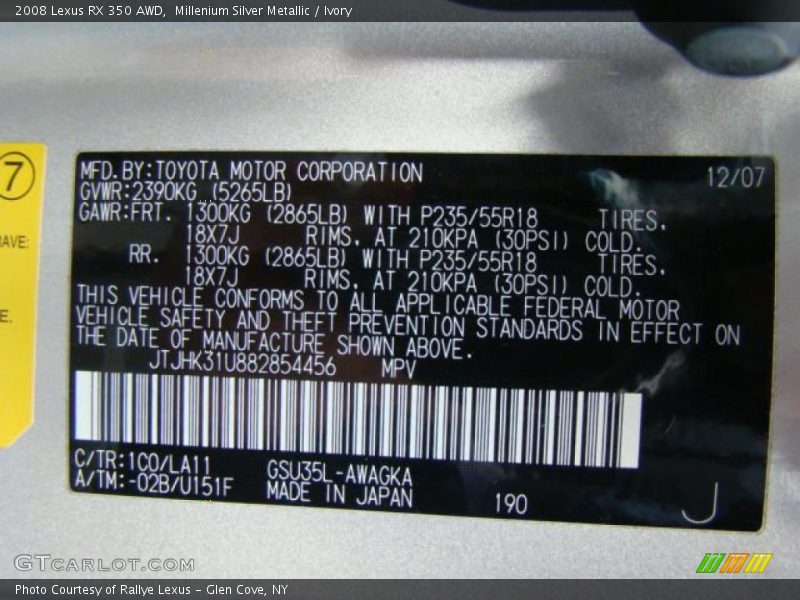 2008 Lexus RX 350 AWD,  Millenium Silver Metallic / Ivory
7
AVE:
E.
MFD. BY: TOYOTA MOTOR CORPORATION 12/07
GVWR: 2390KG (5265LB)
GAWR: FRT. 1300KG (2865LB) WITH P235/55R18 TIRES.
18X7J RIMS. AT 210KPA (30PSI) COLD.
RR. 1300KG (2865LB) WITH P235/55R18 TIRES.
18X7J RIMS. AT 210KPA (30PSI) COLD.
THIS VEHICLE CONFORMS TO ALL APPLICABLE FEDERAL MOTOR
VEHICLE SAFETY AND THEFT PREVENTION STANDARDS IN EFFECT ON
THE DATE OF MANUFACTURE SHOWN ABOVE.
JTJHK31U882854456 MPV
C/TR: 1C0/LA11 GSU35L-AWAGKA
A/TM: -02B/U151F MADE IN JAPAN 190 J
GTCARLOT.COM
Photo Courtesy of Rallye Lexus - Glen Cove, NY